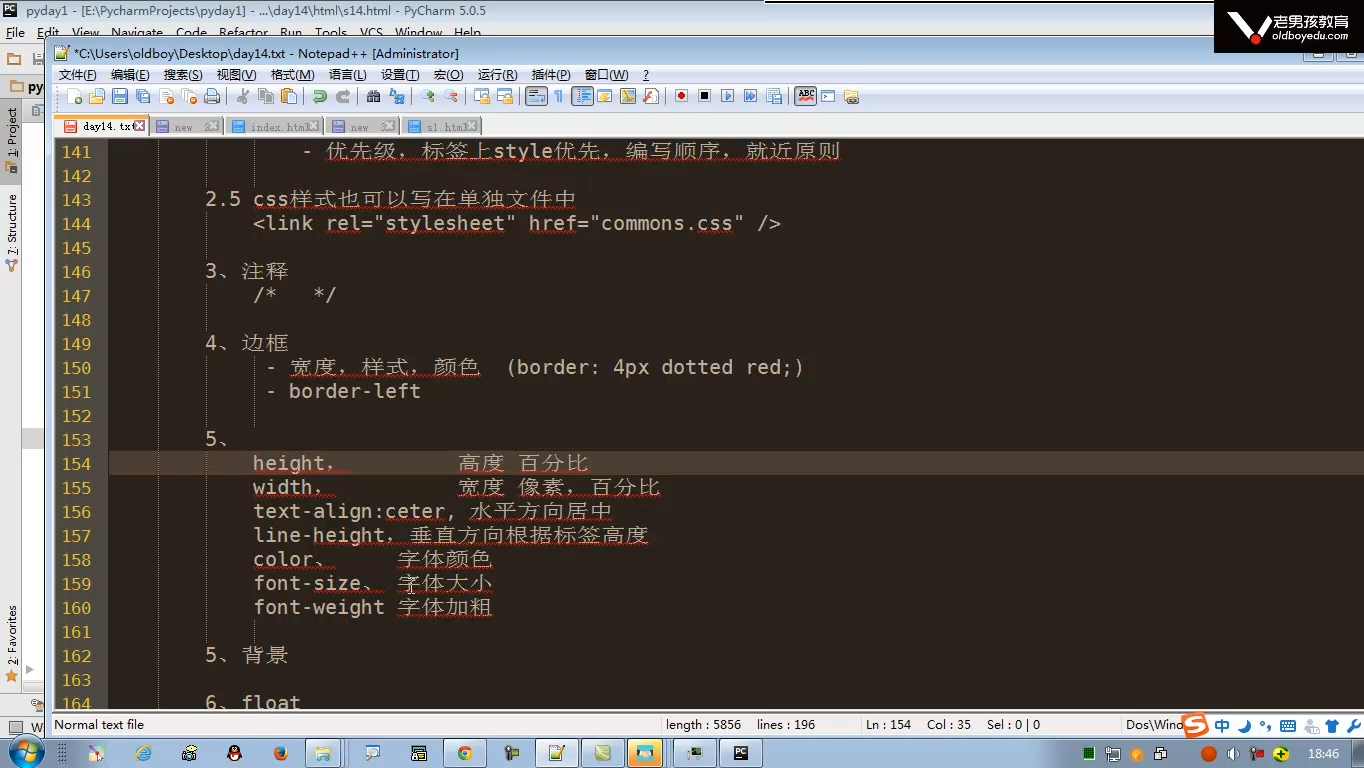 pyday1 - [E:\PycharmProjects\pyday1] - ...\day14\html\s14.html - PyCharm 5.0.5
File Edit View Navigate Code Refactor Run Tools VCS Window Help
老男孩教育
oldboyedu.com
*C:\Users\oldboy\Desktop\day14.txt - Notepad++ [Administrator]
文件(F) 编辑(E) 搜索(S) 视图(V) 格式(M) 语言(L) 设置(T) 宏(O) 运行(R) 插件(P) 窗口(W) ?
py
day14.txt new 2 index.html new 3 s1.html
1: Project
7: Structure
2: Favorites
141 - 优先级，标签上style优先，编写顺序，就近原则
142
143 2.5 css样式也可以写在单独文件中
144 <link rel="stylesheet" href="commons.css" />
145
146 3、注释
147 /* */
148
149 4、边框
150 - 宽度，样式，颜色 (border: 4px dotted red;)
151 - border-left
152
153 5、
154 height， 高度 百分比
155 width， 宽度 像素，百分比
156 text-align:ceter, 水平方向居中
157 line-height，垂直方向根据标签高度
158 color、 字体颜色
159 font-size、 字体大小
160 font-weight 字体加粗
161
162 5、背景
163
164 6、float
Normal text file length : 5856 lines : 196 Ln : 154 Col : 35 Sel : 0 | 0 Dos\Wind
中
18:46